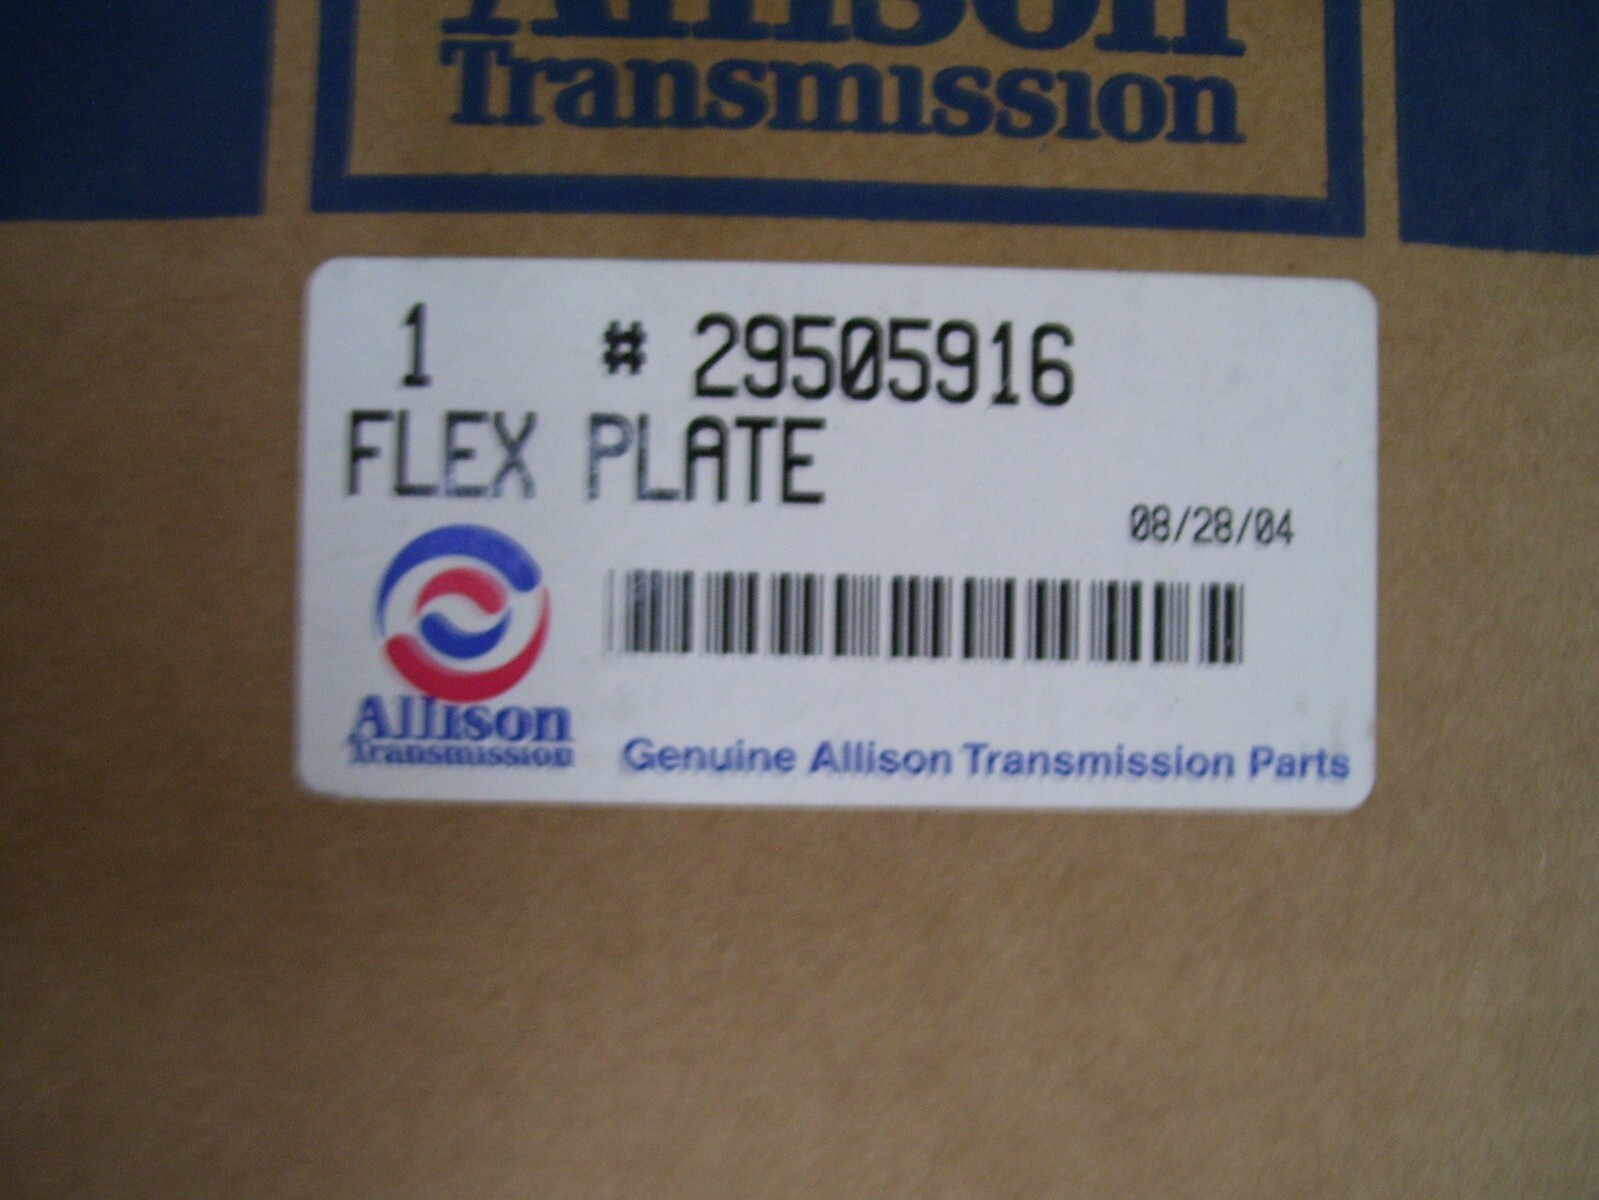 Allison
Transmission
1 # 29505916
FLEX PLATE
08/28/04
Allison
Transmission
Genuine Allison Transmission Parts